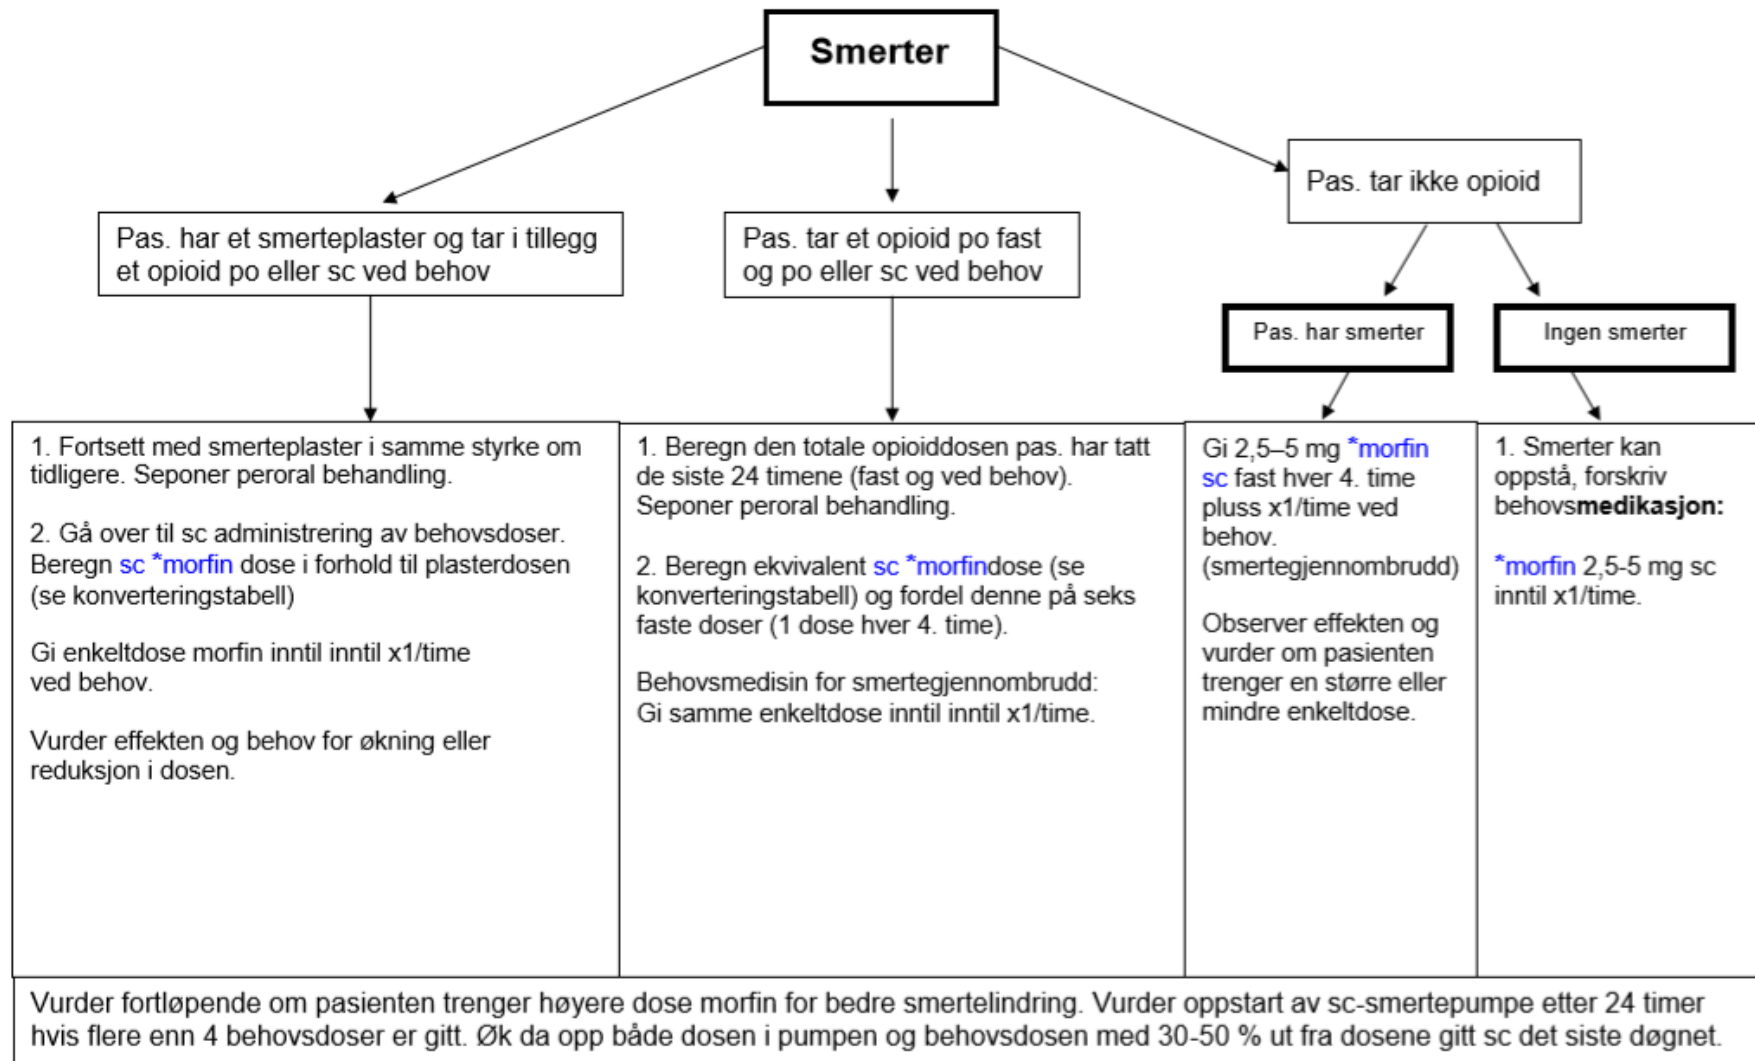 Smerter
Pas. har et smerteplaster og tar i tillegg
et opioid po eller sc ved behov
Pas. tar et opioid po fast
og po eller sc ved behov
Pas. tar ikke opioid
Pas. har smerter
Ingen smerter
1. Fortsett med smerteplaster i samme styrke om
tidligere. Seponer peroral behandling.
2. Gå over til sc administrering av behovsdoser.
Beregn sc *morfin dose i forhold til plasterdosen
(se konverteringstabell)
Gi enkeltdose morfin inntil inntil x1/time
ved behov.
Vurder effekten og behov for økning eller
reduksjon i dosen.
1. Beregn den totale opioiddosen pas. har tatt
de siste 24 timene (fast og ved behov).
Seponer peroral behandling.
2. Beregn ekvivalent sc *morfindose (se
konverteringstabell) og fordel denne på seks
faste doser (1 dose hver 4. time).
Behovsmedisin for smertegjennombrudd:
Gi samme enkeltdose inntil inntil x1/time.
Gi 2,5–5 mg *morfin
sc fast hver 4. time
pluss x1/time ved
behov.
(smertegjennombrudd)
Observer effekten og
vurder om pasienten
trenger en større eller
mindre enkeltdose.
1. Smerter kan
oppstå, forskriv
behovsmedikasjon:
*morfin 2,5-5 mg sc
inntil x1/time.
Vurder fortløpende om pasienten trenger høyere dose morfin for bedre smertelindring. Vurder oppstart av sc-smertepumpe etter 24 timer
hvis flere enn 4 behovsdoser er gitt. Øk da opp både dosen i pumpen og behovsdosen med 30-50 % ut fra dosene gitt sc det siste døgnet.